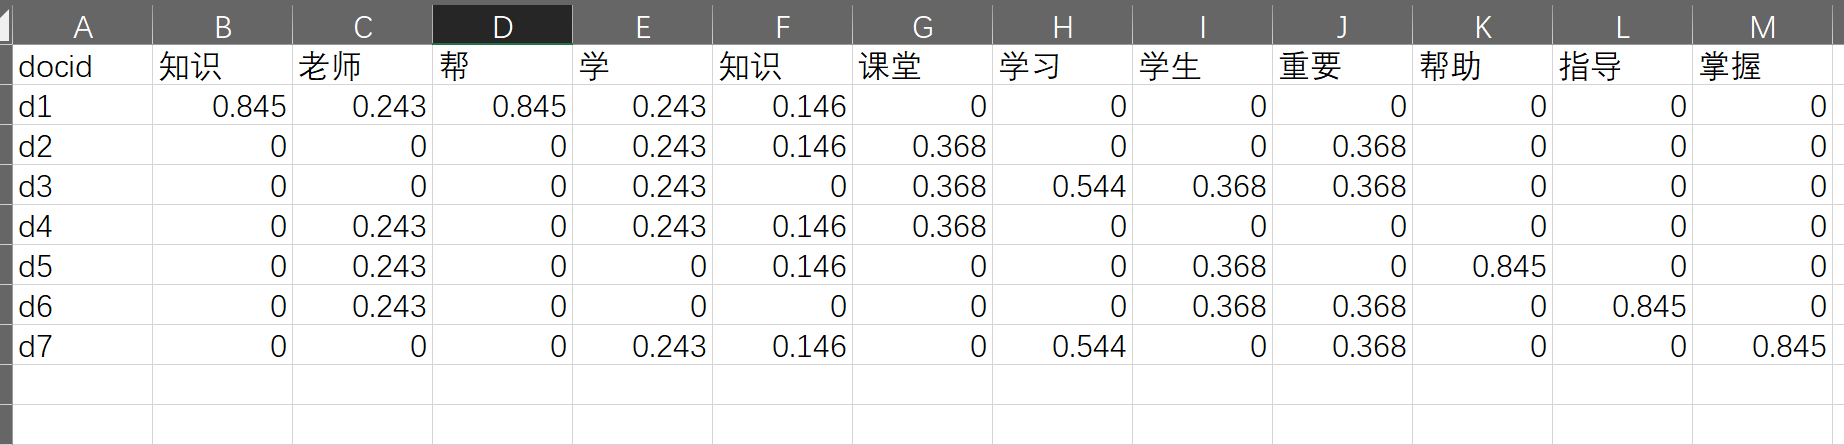 A B C D E F G H I J K L M
docid 知识 老师 帮 学 知识 课堂 学习 学生 重要 帮助 指导 掌握
d1 0.845 0.243 0.845 0.243 0.146 0 0 0 0 0 0 0
d2 0 0 0 0.243 0.146 0.368 0 0 0.368 0 0 0
d3 0 0 0 0.243 0 0.368 0.544 0.368 0.368 0 0 0
d4 0 0.243 0 0.243 0.146 0.368 0 0 0 0 0 0
d5 0 0.243 0 0 0.146 0 0 0.368 0 0.845 0 0
d6 0 0.243 0 0 0 0 0 0.368 0.368 0 0.845 0
d7 0 0 0 0.243 0.146 0 0.544 0 0.368 0 0 0.845